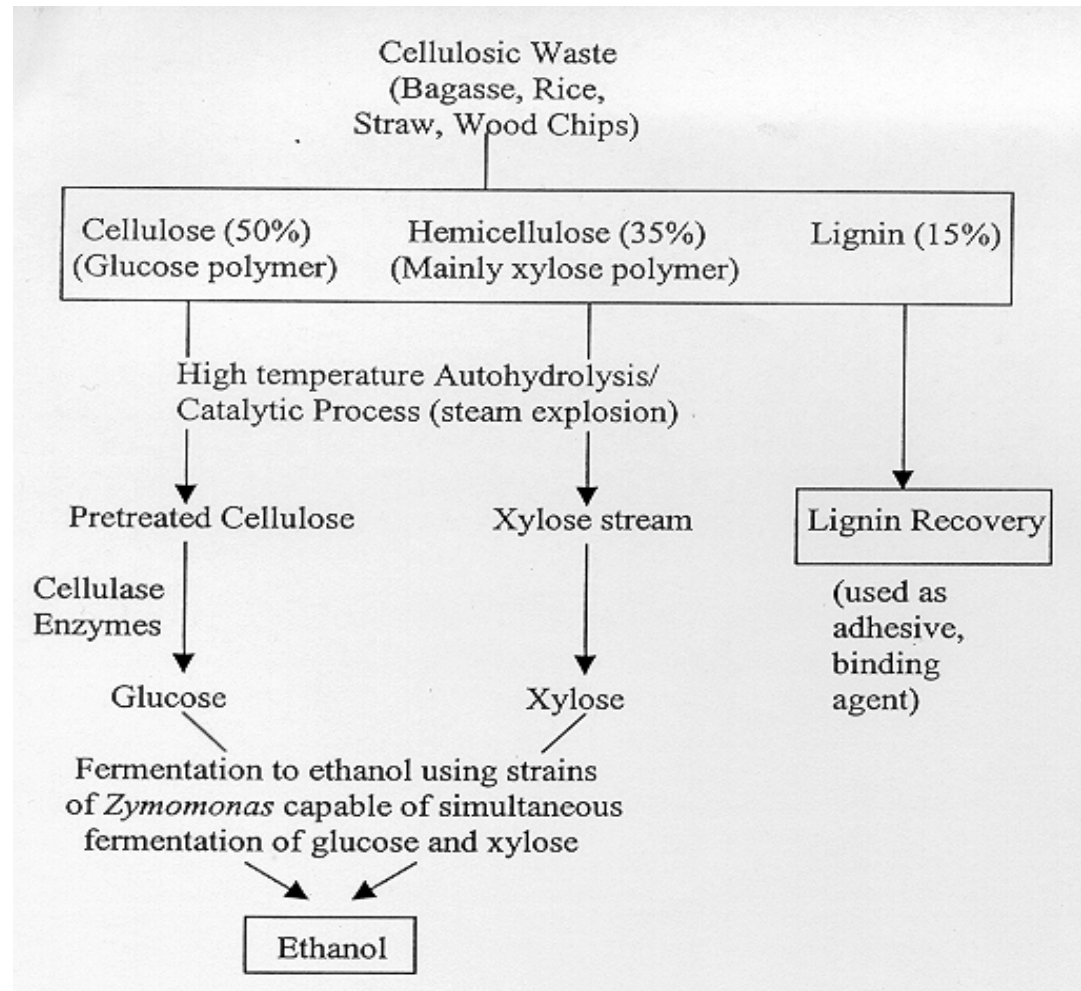 Cellulosic Waste
(Bagasse, Rice,
Straw, Wood Chips)
Cellulose (50%)
(Glucose polymer)
Hemicellulose (35%)
(Mainly xylose polymer)
Lignin (15%)
High temperature Autohydrolysis/
Catalytic Process (steam explosion)
Pretreated Cellulose
Xylose stream
Lignin Recovery
(used as
adhesive,
binding
agent)
Cellulase
Enzymes
Glucose
Xylose
Fermentation to ethanol using strains
of Zymomonas capable of simultaneous
fermentation of glucose and xylose
Ethanol